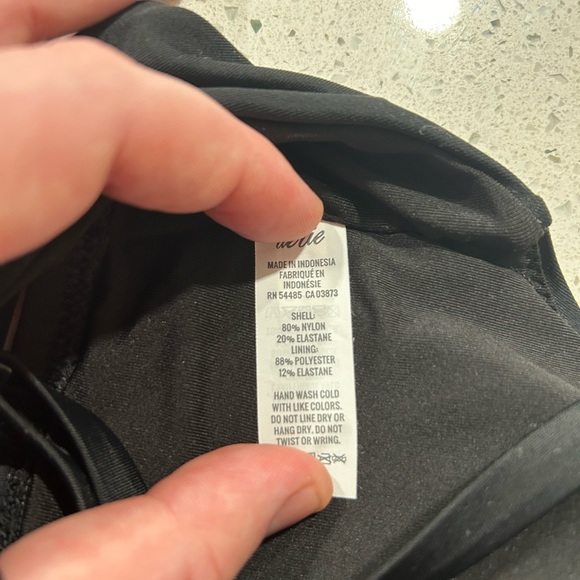 aerie
MADE IN INDONESIA
FABRIQUÉ EN
INDONÉSIE
RN 54485 CA 03873
SHELL:
80% NYLON
20% ELASTANE
LINING:
88% POLYESTER
12% ELASTANE
HAND WASH COLD
WITH LIKE COLORS.
DO NOT LINE DRY OR
HANG DRY. DO NOT
TWIST OR WRING.